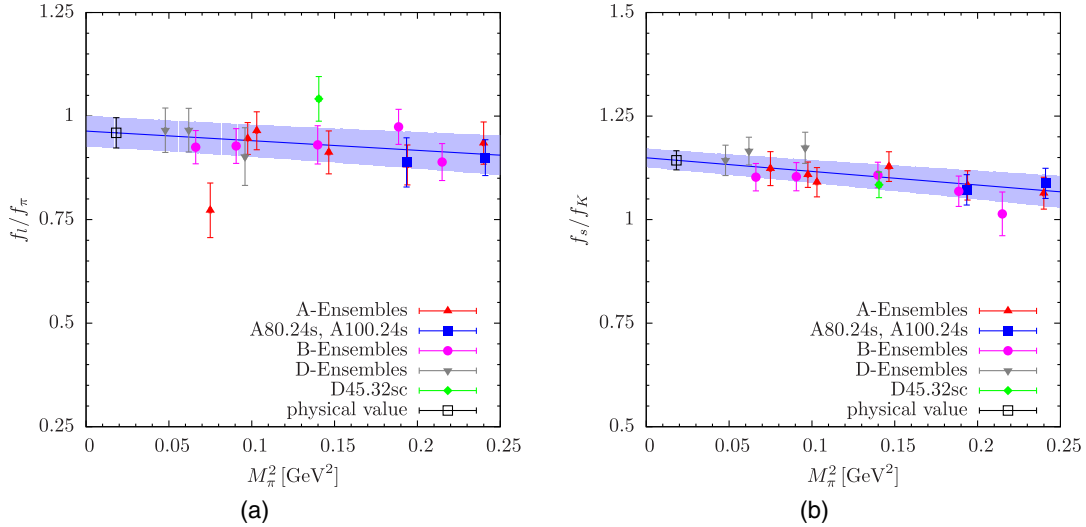 1.25
1
0.75
0.5
0.25
f_l/f_π
0 0.05 0.1 0.15 0.2 0.25
M_π^2 [GeV^2]
A-Ensembles
A80.24s, A100.24s
B-Ensembles
D-Ensembles
D45.32sc
physical value
(a)
1.5
1.25
1
0.75
0.5
f_s/f_K
0 0.05 0.1 0.15 0.2 0.25
M_π^2 [GeV^2]
A-Ensembles
A80.24s, A100.24s
B-Ensembles
D-Ensembles
D45.32sc
physical value
(b)